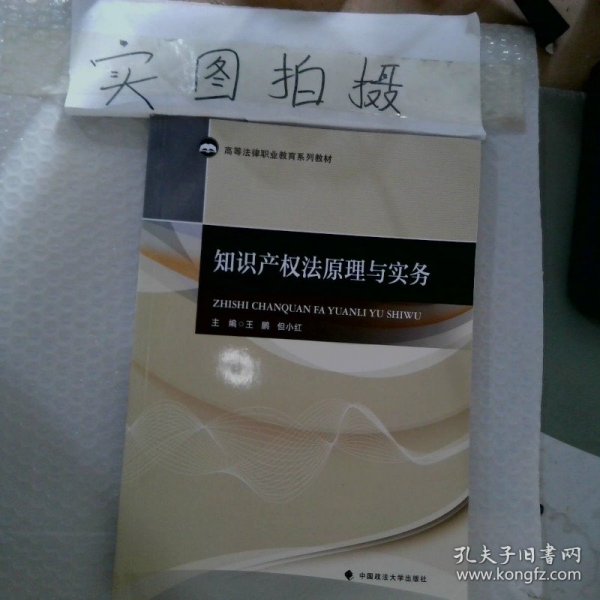 实图拍摄
高等法律职业教育系列教材
知识产权法原理与实务
ZHISHI CHANQUAN FA YUANLI YU SHIWU
主 编○王 鹏 但小红
中国政法大学出版社
孔夫子旧书网
www.kongfz.com